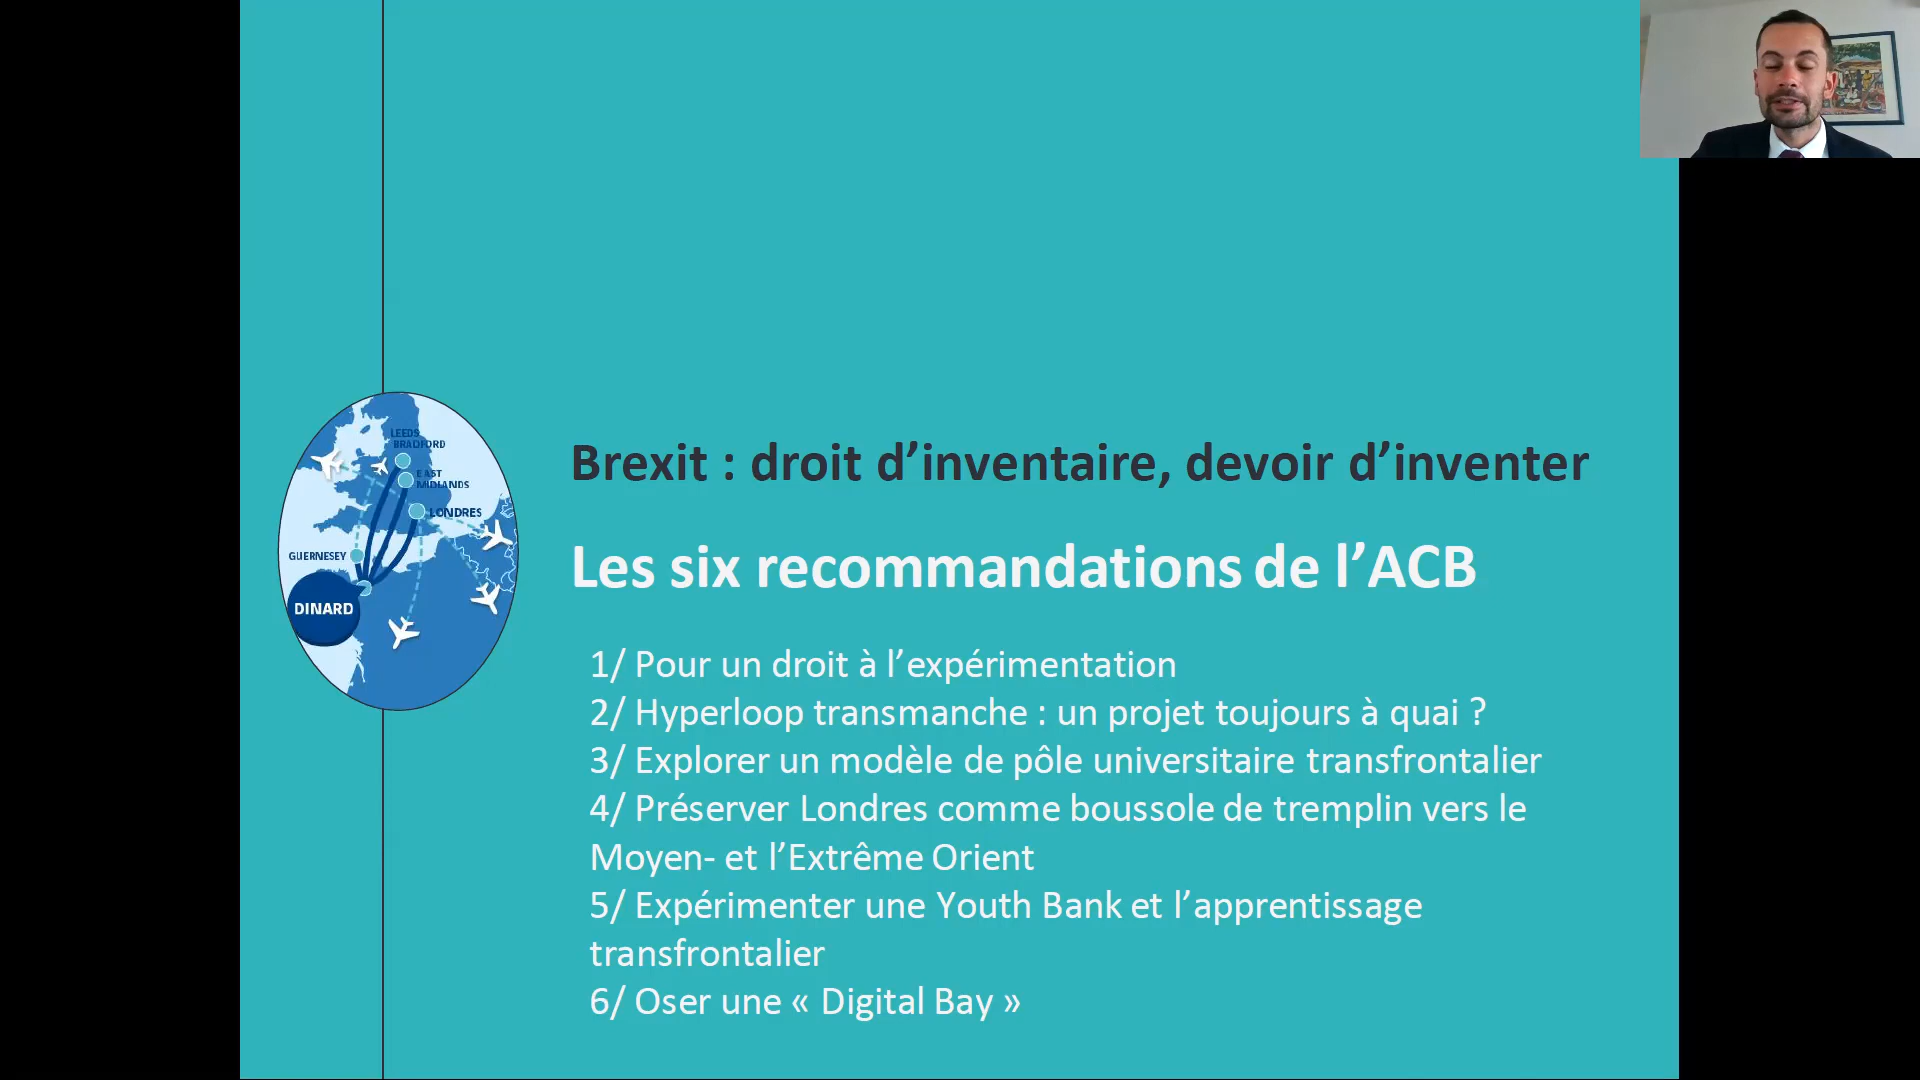 Brexit : droit d’inventaire, devoir d’inventer
Les six recommandations de l’ACB
1/ Pour un droit à l’expérimentation
2/ Hyperloop transmanche : un projet toujours à quai ?
3/ Explorer un modèle de pôle universitaire transfrontalier
4/ Préserver Londres comme boussole de tremplin vers le
Moyen- et l’Extrême Orient
5/ Expérimenter une Youth Bank et l’apprentissage
transfrontalier
6/ Oser une « Digital Bay »
LEEDS
BRADFORD
EAST
MIDLANDS
LONDRES
GUERNESEY
DINARD